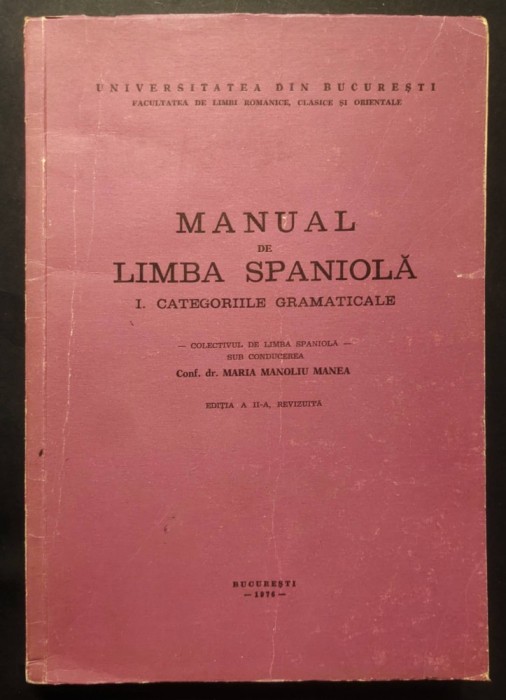 UNIVERSITATEA DIN BUCUREȘTI
FACULTATEA DE LIMBI ROMANICE, CLASICE ȘI ORIENTALE
MANUAL
DE
LIMBA SPANIOLĂ
I. CATEGORIILE GRAMATICALE
— COLECTIVUL DE LIMBA SPANIOLA —
SUB CONDUCEREA
Conf. dr. MARIA MANOLIU MANEA
EDIȚIA A II-A, REVIZUITĂ
BUCUREȘTI
— 1976 —